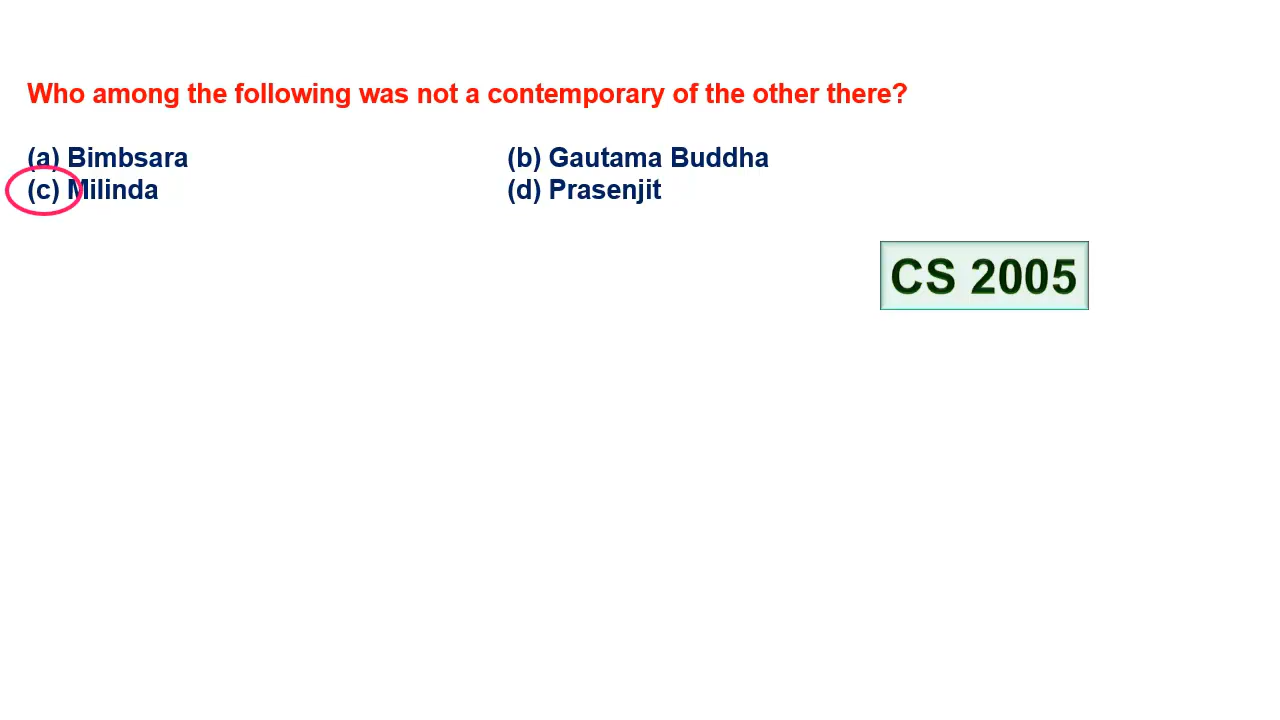 Who among the following was not a contemporary of the other there?
(a) Bimbsara (b) Gautama Buddha
(c) Milinda (d) Prasenjit
CS 2005